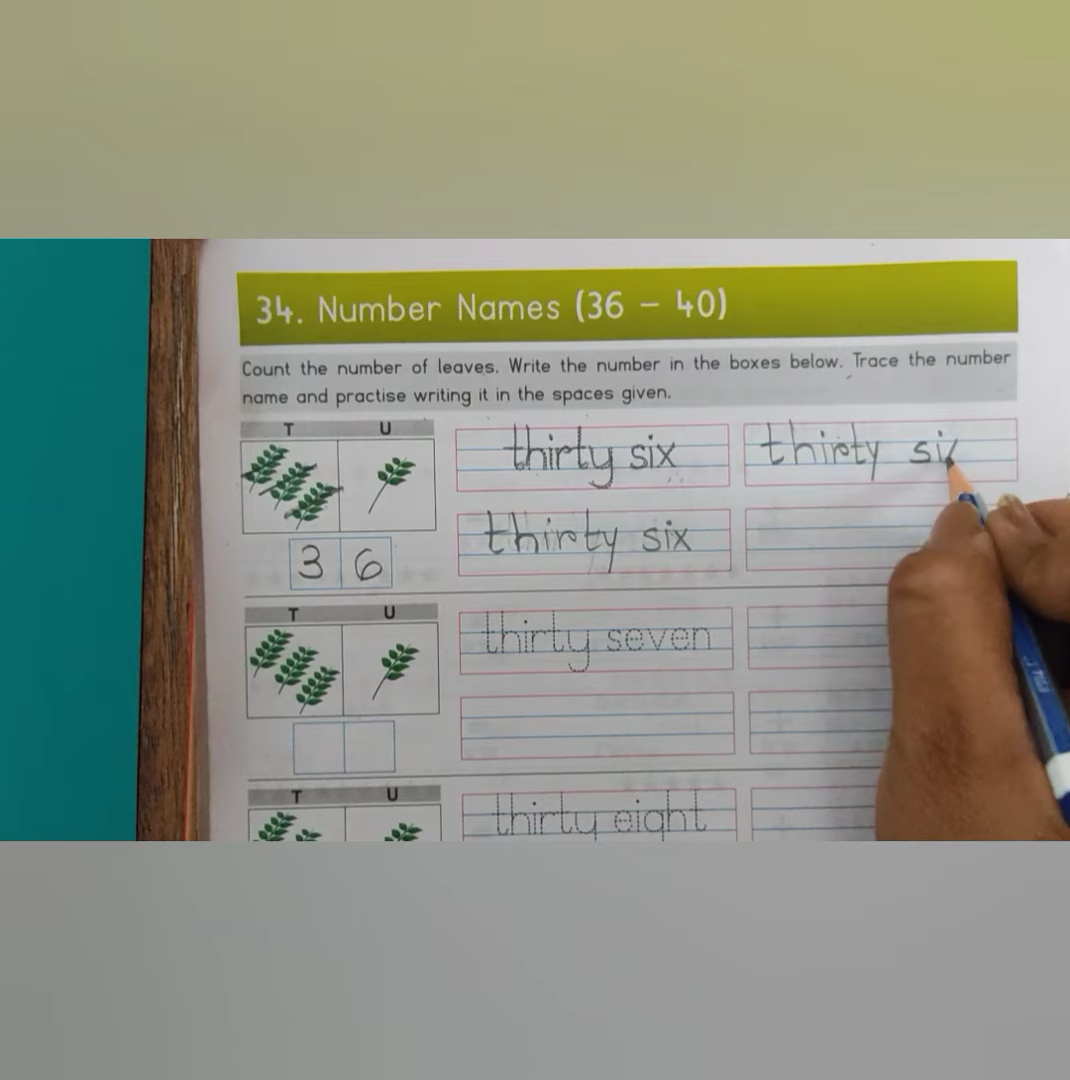 34. Number Names (36 – 40)
Count the number of leaves. Write the number in the boxes below. Trace the number
name and practise writing it in the spaces given.
T U
thirty six thirty six
thirty six
3 6
T U
thirty seven
T U
thirty eight